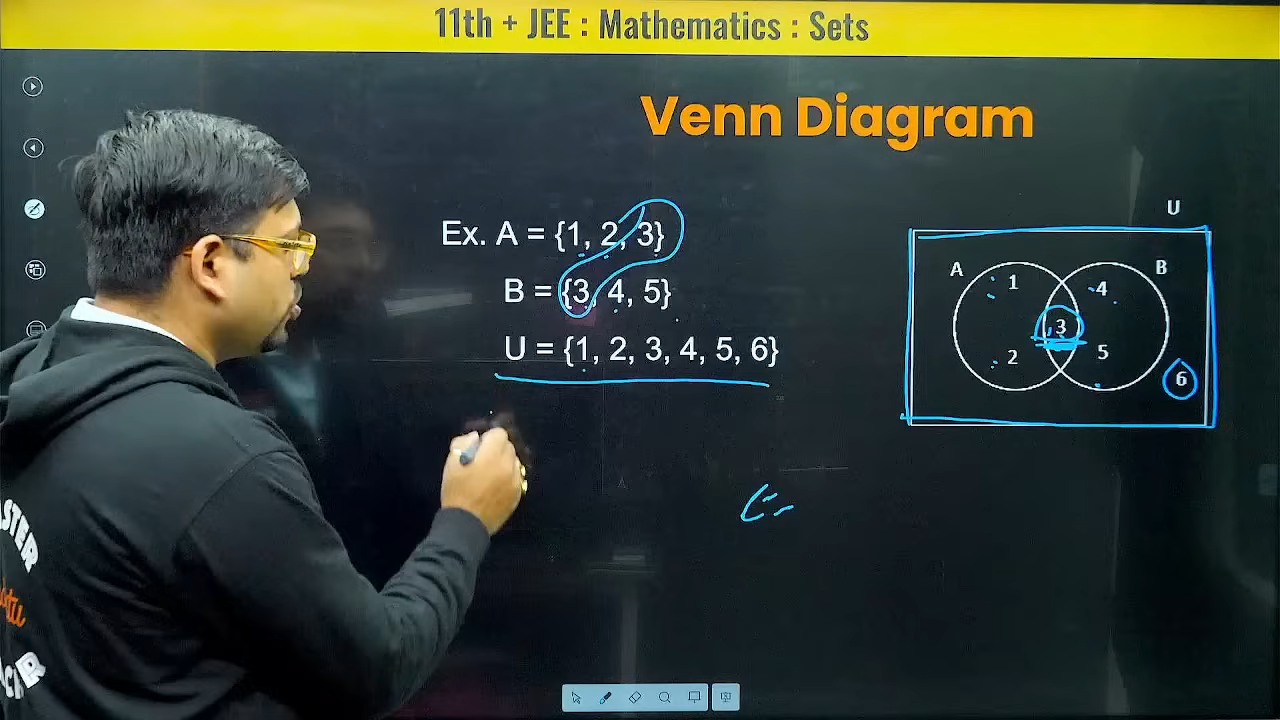 11th + JEE : Mathematics : Sets
Venn Diagram
Ex. A = {1, 2, 3}
B = {3, 4, 5}
U = {1, 2, 3, 4, 5, 6}
U
A 1 4 B
3
2 5
6